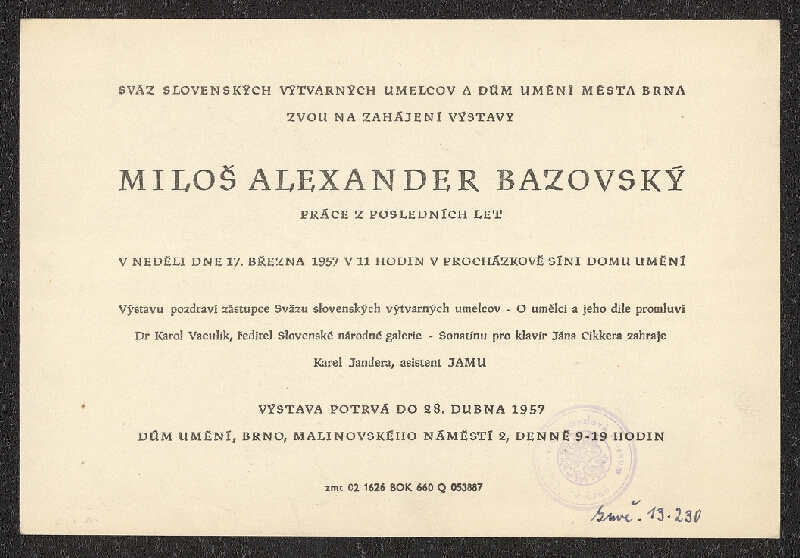 SVÄZ SLOVENSKÝCH VÝTVARNÝCH UMELCOV A DŮM UMĚNÍ MĚSTA BRNA
ZVOU NA ZAHÁJENÍ VÝSTAVY
MILOŠ ALEXANDER BAZOVSKÝ
PRÁCE Z POSLEDNÍCH LET
V NEDĚLI DNE 17. BŘEZNA 1957 V 11 HODIN V PROCHÁZKOVĚ SÍNI DOMU UMĚNÍ
Výstavu pozdraví zástupce Sväzu slovenských výtvarných umelcov - O umělci a jeho díle promluví
Dr Karol Vaculík, ředitel Slovenské národné galerie - Sonatinu pro klavír Jána Cikkera zahraje
Karel Jandera, asistent JAMU
VÝSTAVA POTRVÁ DO 28. DUBNA 1957
DŮM UMĚNÍ, BRNO, MALINOVSKÉHO NÁMĚSTÍ 2, DENNĚ 9-19 HODIN
zmt 02 1626 BOK 660 Q 053887
13.230